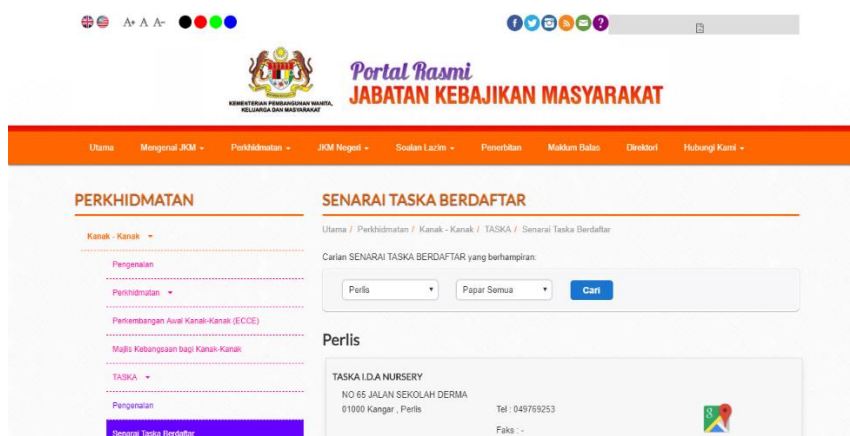 A+ A A-
KEMENTERIAN PEMBANGUNAN WANITA,
KELUARGA DAN MASYARAKAT
Portal Rasmi
JABATAN KEBAJIKAN MASYARAKAT
Utama Mengenal JKM Perkhidmatan JKM Negeri Soalan Lazim Penerbitan Maklum Balas Direktori Hubungi Kami
PERKHIDMATAN
Kanak - Kanak
Pengenalan
Perkhidmatan
Perkembangan Awal Kanak-Kanak (ECCE)
Majlis Kebangsaan bagi Kanak-Kanak
TASKA
Pengenalan
Senarai Taska Berdaftar
SENARAI TASKA BERDAFTAR
Utama / Perkhidmatan / Kanak - Kanak / TASKA / Senarai Taska Berdaftar
Carian SENARAI TASKA BERDAFTAR yang berhampiran:
Perlis Papar Semua Cari
Perlis
TASKA I.D.A NURSERY
NO 65 JALAN SEKOLAH DERMA
01000 Kangar , Perlis Tel : 049769253
Faks : -